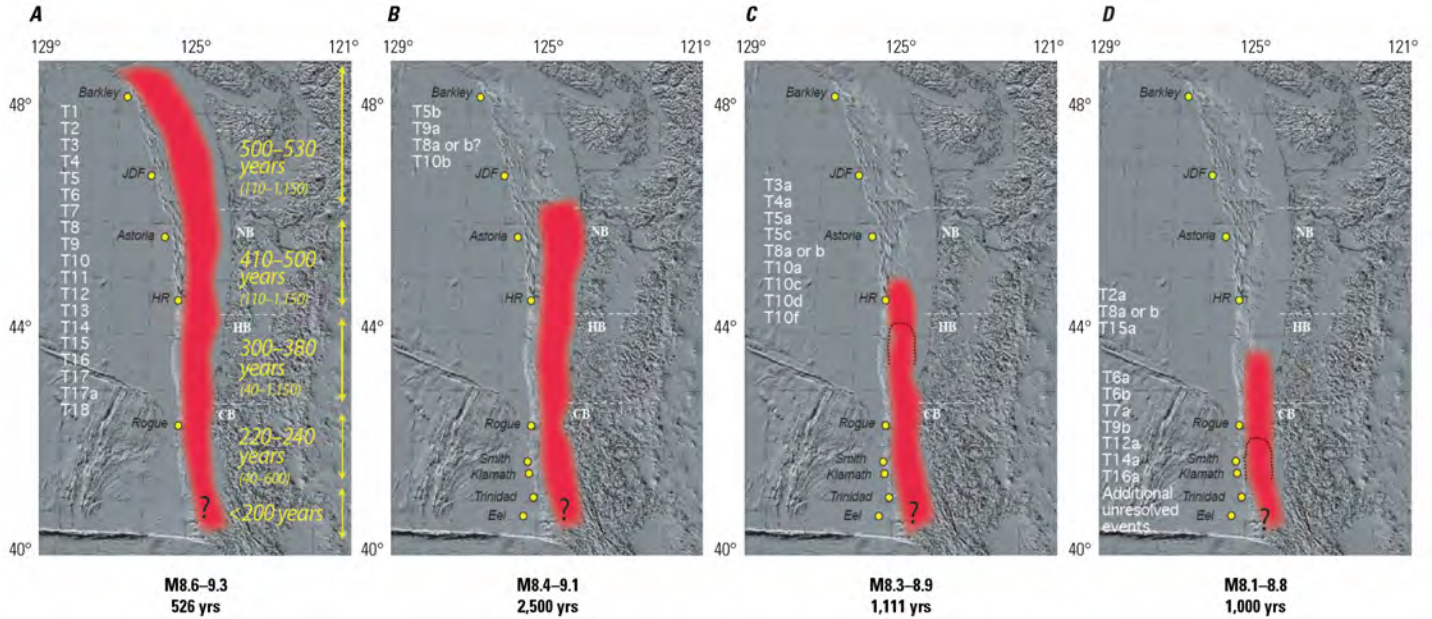 A
129° 125° 121°
48°
44°
40°
Barkley
JDF
Astoria
HR
Rogue
T1
T2
T3
T4
T5
T6
T7
T8
T9
T10
T11
T12
T13
T14
T15
T16
T17
T17a
T18
500–530
years
(110–1,150)
NB
410–500
years
(110–1,150)
HB
300–380
years
(40–1,150)
CB
220–240
years
(40–600)
?
<200 years
M8.6–9.3
526 yrs
B
129° 125° 121°
48°
44°
40°
Barkley
T5b
T9a
T8a or b?
T10b
JDF
Astoria
NB
HR
HB
CB
Rogue
Smith
Klamath
Trinidad
Eel
?
M8.4–9.1
2,500 yrs
C
129° 125° 121°
48°
44°
40°
Barkley
JDF
T3a
T4a
T5a
T5c
T8a or b
T10a
T10c
T10d
T10f
Astoria
NB
HR
HB
CB
Rogue
Smith
Klamath
Trinidad
Eel
?
M8.3–8.9
1,111 yrs
D
129° 125° 121°
48°
44°
40°
Barkley
JDF
Astoria
NB
HR
T2a
T8a or b
T15a
HB
T6a
T6b
T7a
T9b
T12a
T14a
T16a
Additional
unresolved
events
CB
Rogue
Smith
Klamath
Trinidad
Eel
?
M8.1–8.8
1,000 yrs